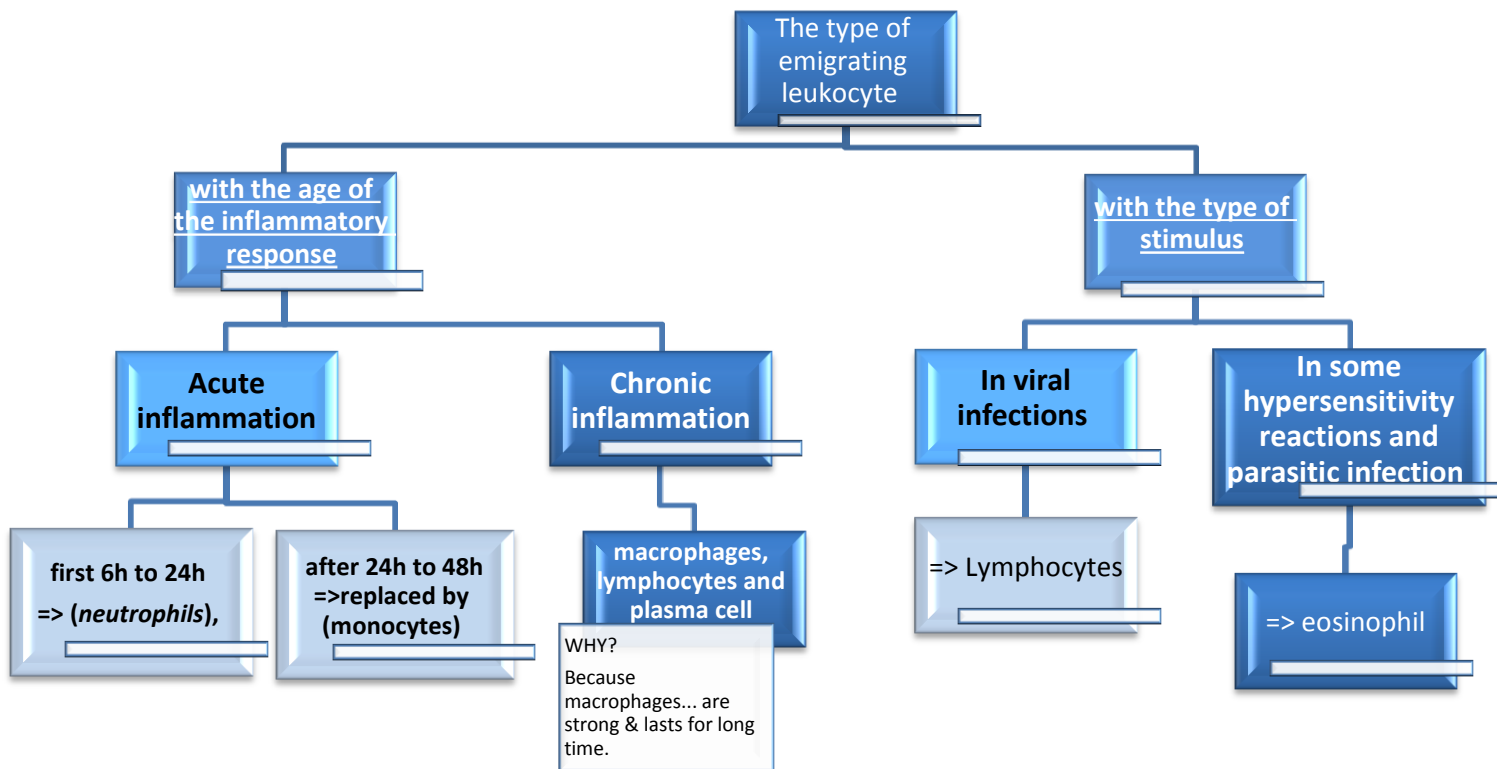 The type of
emigrating
leukocyte
with the age of
the inflammatory
response
with the type of
stimulus
Acute
inflammation
Chronic
inflammation
In viral
infections
In some
hypersensitivity
reactions and
parasitic infection
first 6h to 24h
=> (neutrophils),
after 24h to 48h
=>replaced by
(monocytes)
macrophages,
lymphocytes and
plasma cell
WHY?
Because
macrophages... are
strong & lasts for long
time.
=> Lymphocytes
=> eosinophil